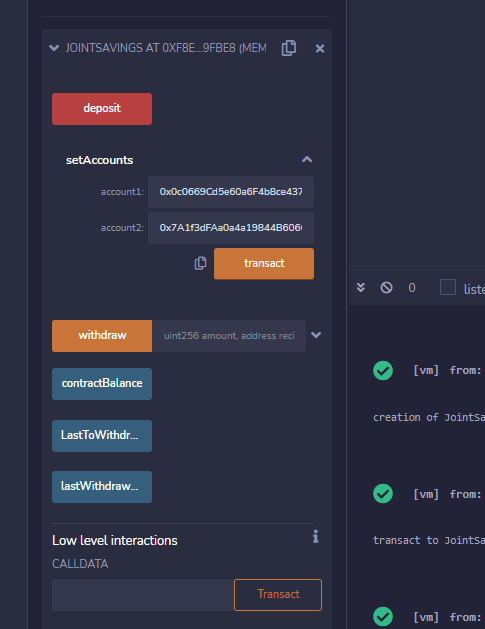 JOINTSAVINGS AT 0XF8E...9FBE8 (MEM
deposit
setAccounts
account1: 0x0c0669Cd5e60a6F4b8ce437
account2: 0x7A1f3dFAa0a4a19844B606
transact
withdraw uint256 amount, address reci
contractBalance
LastToWithdr...
lastWithdraw...
Low level interactions
CALLDATA
Transact
0 liste
[vm] from:
creation of JointSa
[vm] from:
transact to JointSa
[vm] from: